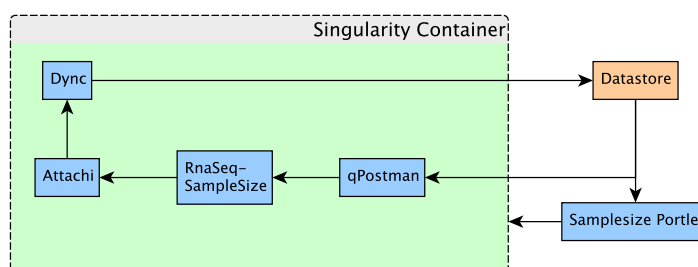 Singularity Container
Dync
Datastore
Attachi
RnaSeq-
SampleSize
qPostman
Samplesize Portle